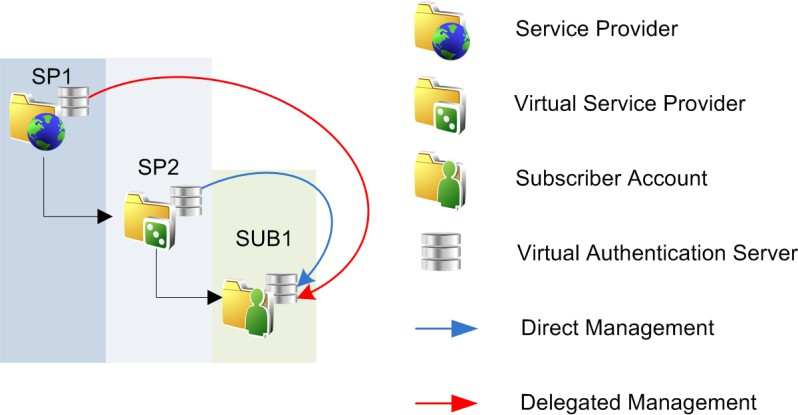 SP1
SP2
SUB1
Service Provider
Virtual Service Provider
Subscriber Account
Virtual Authentication Server
Direct Management
Delegated Management